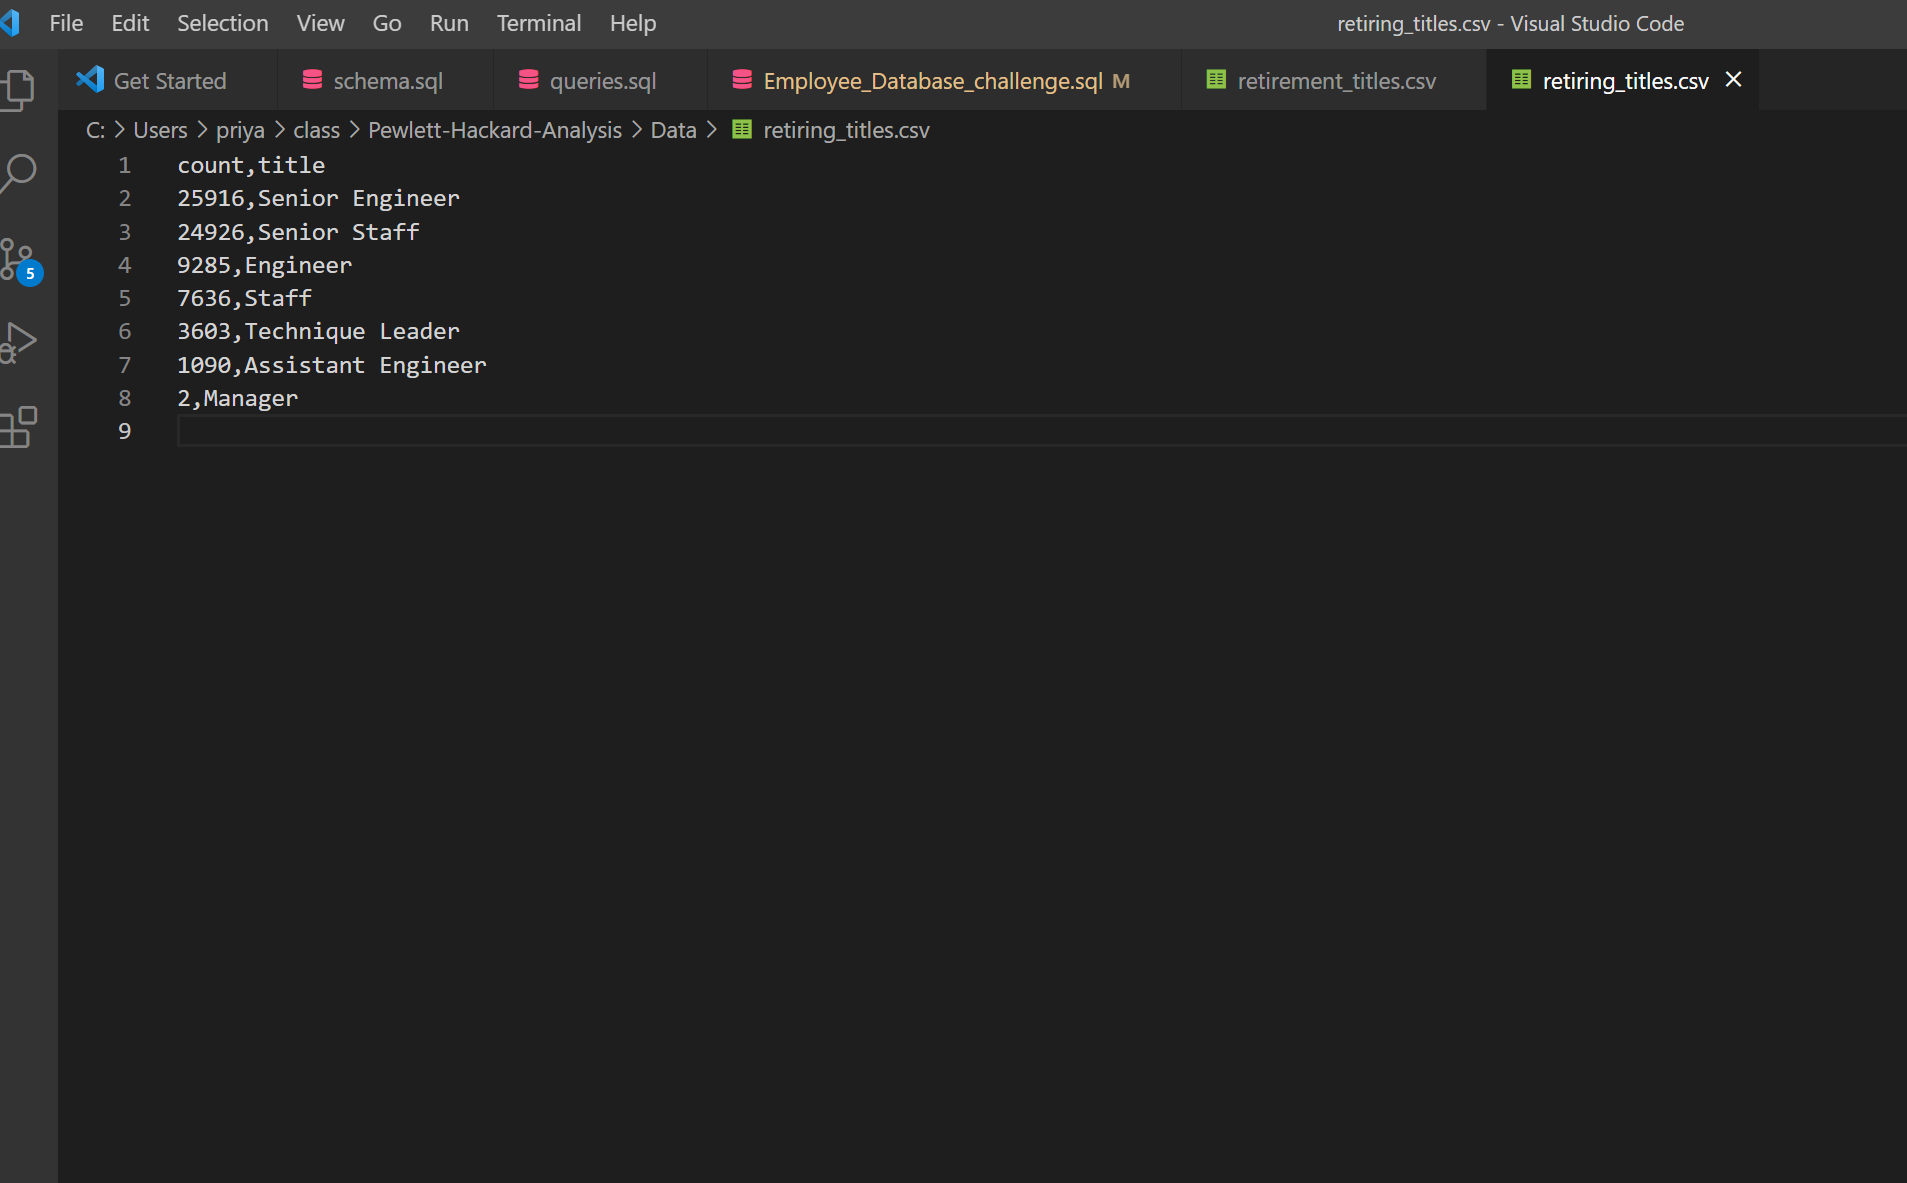 File Edit Selection View Go Run Terminal Help retiring_titles.csv - Visual Studio Code
Get Started schema.sql queries.sql Employee_Database_challenge.sql M retirement_titles.csv retiring_titles.csv
C: > Users > priya > class > Pewlett-Hackard-Analysis > Data > retiring_titles.csv
1 count,title
2 25916,Senior Engineer
3 24926,Senior Staff
4 9285,Engineer
5 7636,Staff
6 3603,Technique Leader
7 1090,Assistant Engineer
8 2,Manager
9
5